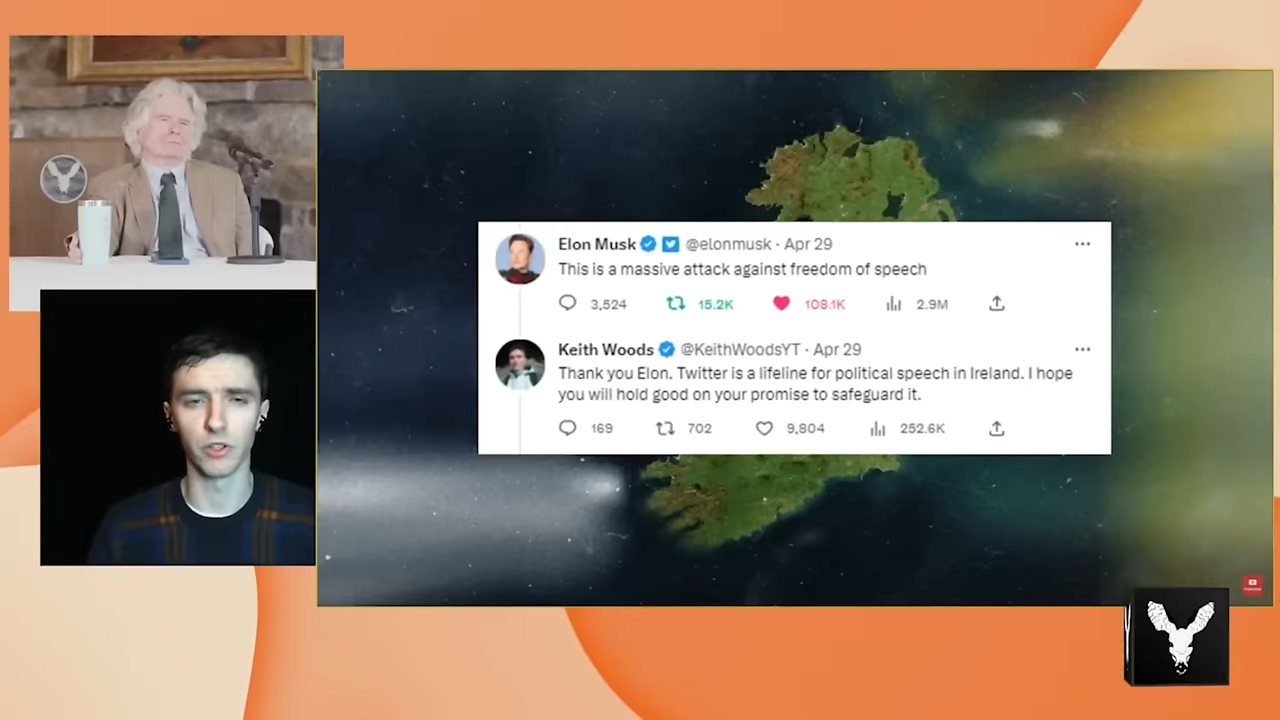 Elon Musk @elonmusk · Apr 29
This is a massive attack against freedom of speech
3,524 15.2K 108.1K 2.9M
Keith Woods @KeithWoodsYT · Apr 29
Thank you Elon. Twitter is a lifeline for political speech in Ireland. I hope
you will hold good on your promise to safeguard it.
169 702 9,804 252.6K